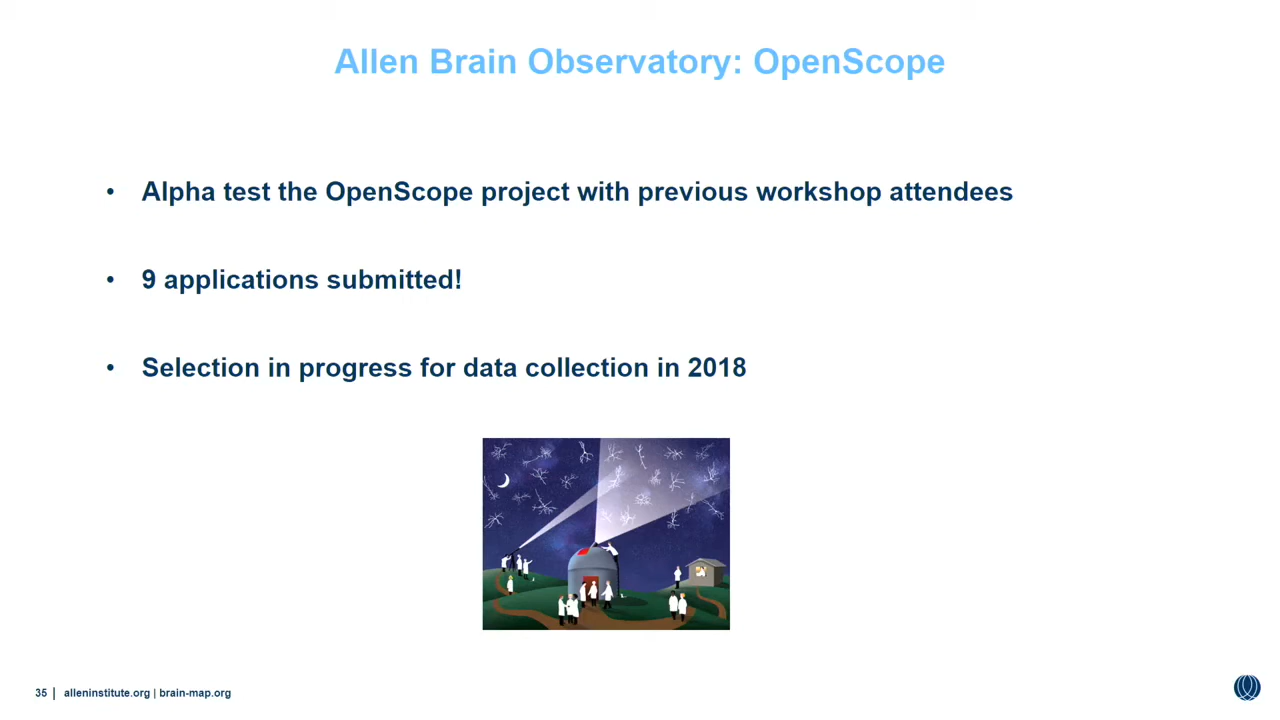 Allen Brain Observatory: OpenScope
• Alpha test the OpenScope project with previous workshop attendees
• 9 applications submitted!
• Selection in progress for data collection in 2018
35 | alleninstitute.org | brain-map.org